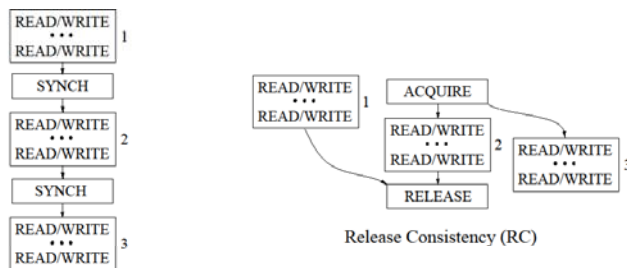 READ/WRITE
• • •
READ/WRITE
1
SYNCH
READ/WRITE
• • •
READ/WRITE
2
SYNCH
READ/WRITE
• • •
READ/WRITE
3
READ/WRITE
• • •
READ/WRITE
1
ACQUIRE
READ/WRITE
• • •
READ/WRITE
2
RELEASE
READ/WRITE
• • •
READ/WRITE
3
Release Consistency (RC)